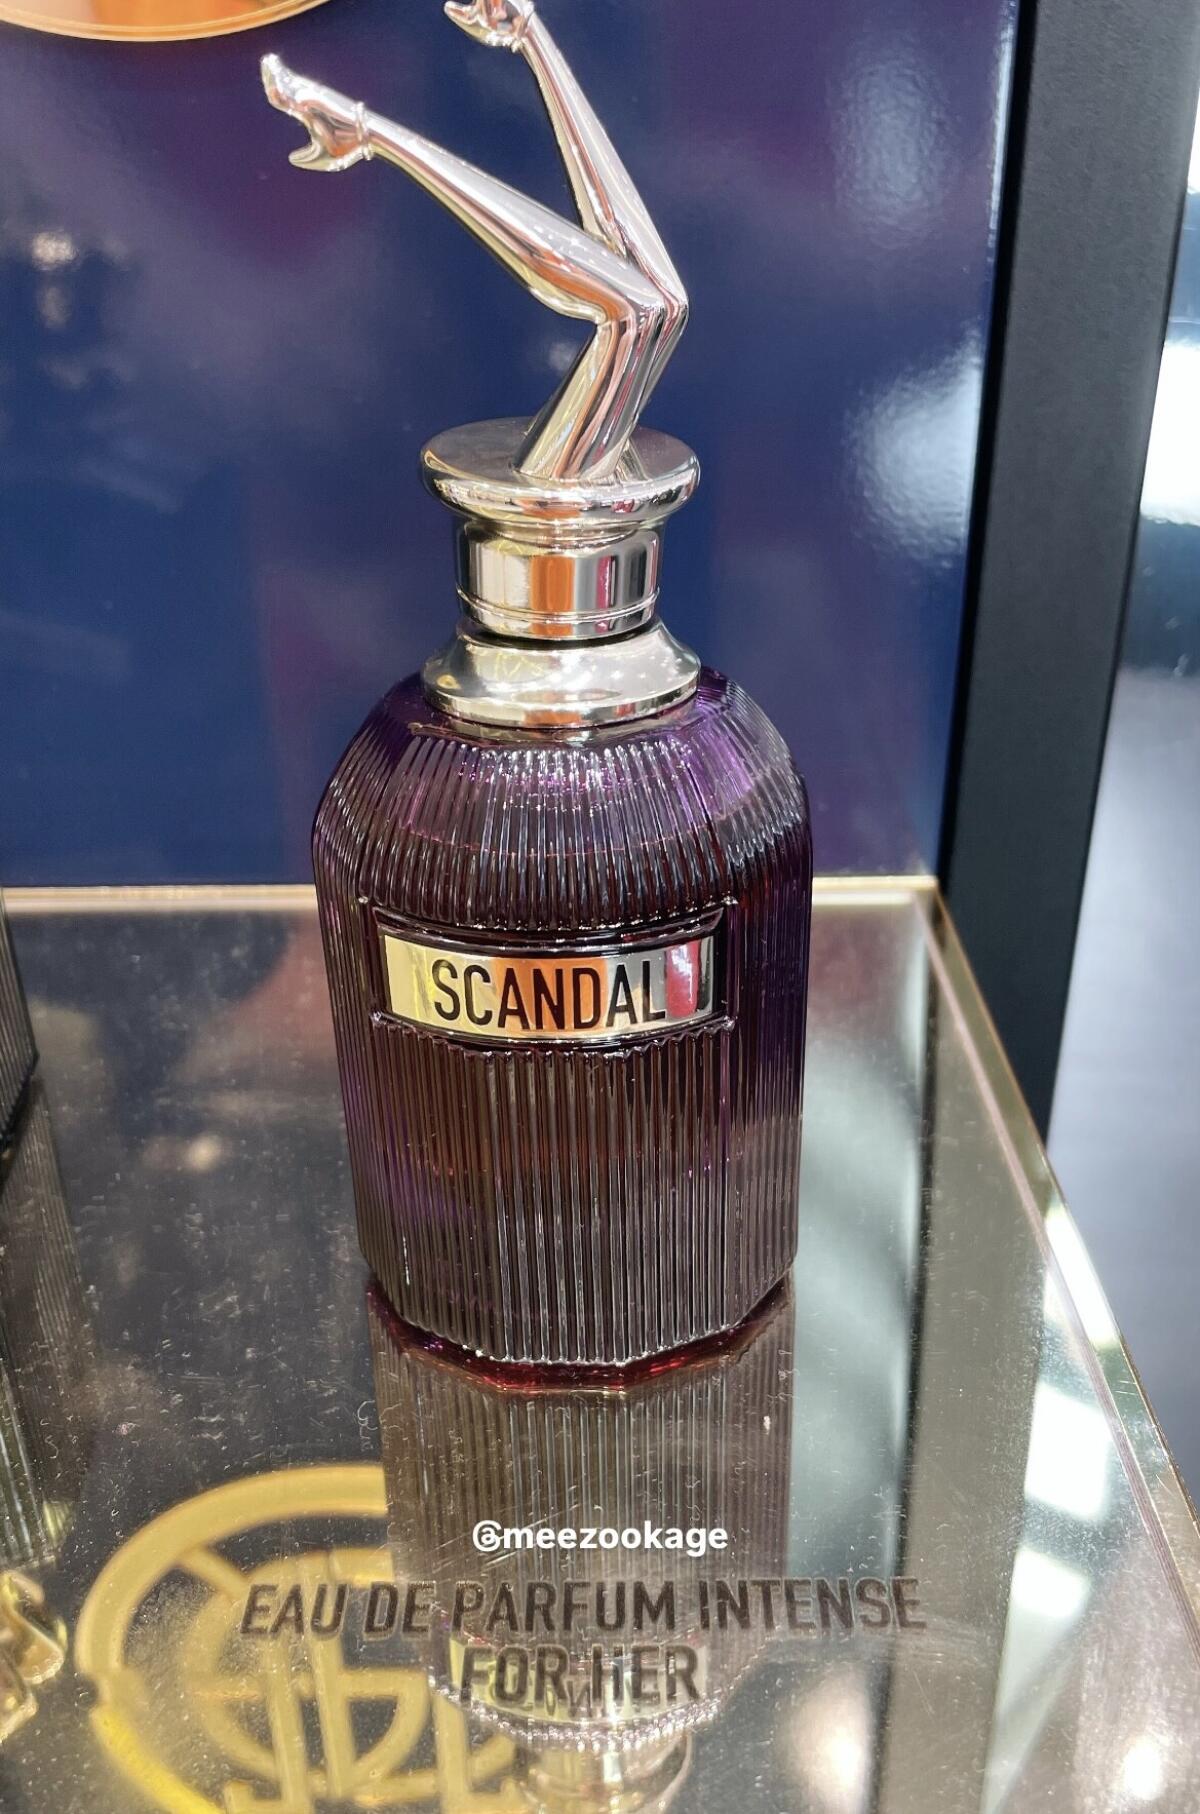 SCANDAL
@meezookage
EAU DE PARFUM INTENSE
FOR HER